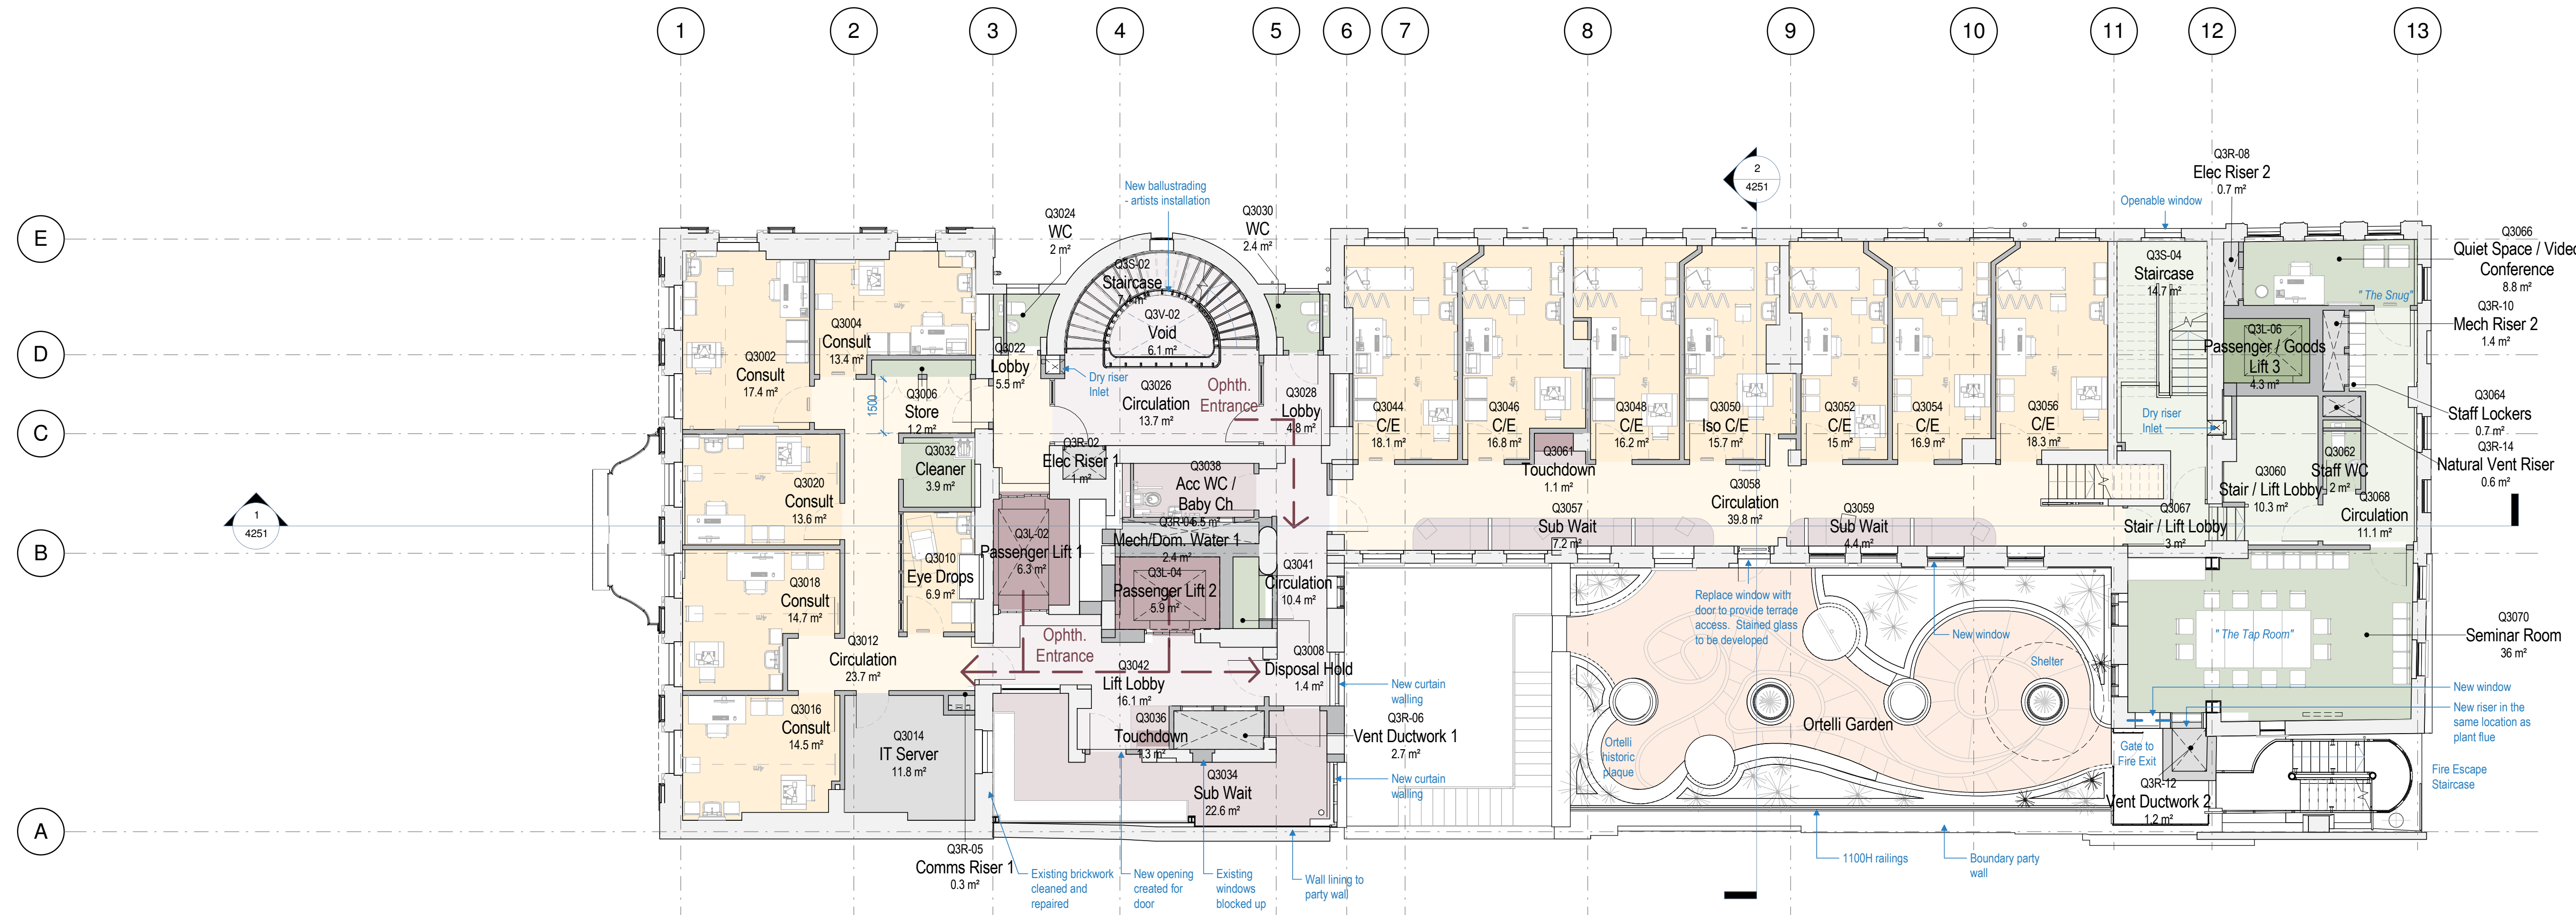 1
2
3
4
5
6
7
8
9
10
11
12
13
E
D
C
B
A
1
4251
2
4251
New ballustrading
- artists installation
Q3024
WC
2 m²
Q3030
WC
2.4 m²
Q3S-02
Staircase
7.4 m²
Q3V-02
Void
6.1 m²
Q3002
Consult
17.4 m²
Q3004
Consult
13.4 m²
Q3006
Store
1.2 m²
1500
Q3022
Lobby
5.5 m²
Dry riser
Inlet
Q3026
Circulation
13.7 m²
Ophth.
Entrance
Q3028
Lobby
4.8 m²
Q3020
Consult
13.6 m²
Q3032
Cleaner
3.9 m²
Q3R-02
Elec Riser 1
1 m²
Q3038
Acc WC /
Baby Ch
5.5 m²
Q3R-04
Mech/Dom. Water 1
2.4 m²
Q3L-02
Passenger Lift 1
6.3 m²
Q3L-04
Passenger Lift 2
5.9 m²
Q3010
Eye Drops
6.9 m²
Q3018
Consult
14.7 m²
Q3012
Circulation
23.7 m²
Q3016
Consult
14.5 m²
Q3014
IT Server
11.8 m²
Ophth.
Entrance
Q3042
Lift Lobby
16.1 m²
Q3036
Touchdown
1.3 m²
Q3041
Circulation
10.4 m²
Q3008
Disposal Hold
1.4 m²
New curtain
walling
Q3R-06
Vent Ductwork 1
2.7 m²
Q3034
Sub Wait
22.6 m²
New curtain
walling
Q3R-05
Comms Riser 1
0.3 m²
Existing brickwork
cleaned and
repaired
New opening
created for
door
Existing
windows
blocked up
Wall lining to
party wall
Q3044
C/E
18.1 m²
Q3046
C/E
16.8 m²
Q3048
C/E
16.2 m²
Q3050
Iso C/E
15.7 m²
Q3052
C/E
15 m²
Q3054
C/E
16.9 m²
Q3056
C/E
18.3 m²
Q3061
Touchdown
1.1 m²
Q3057
Sub Wait
7.2 m²
Q3058
Circulation
39.8 m²
Q3059
Sub Wait
4.4 m²
Replace window with
door to provide terrace
access. Stained glass
to be developed
New window
Shelter
Ortelli Garden
Ortelli
historic
plaque
1100H railings
Boundary party
wall
Openable window
Q3S-04
Staircase
14.7 m²
Dry riser
Inlet
Q3R-08
Elec Riser 2
0.7 m²
Q3066
Quiet Space / Video
Conference
8.8 m²
" The Snug"
Q3R-10
Mech Riser 2
1.4 m²
Q3L-06
Passenger / Goods
Lift 3
4.3 m²
Q3064
Staff Lockers
0.7 m²
Q3R-14
Natural Vent Riser
0.6 m²
Q3062
Staff WC
2 m²
Q3060
Stair / Lift Lobby
10.3 m²
Q3067
Stair / Lift Lobby
3 m²
Q3068
Circulation
11.1 m²
" The Tap Room"
Q3070
Seminar Room
36 m²
New window
New riser in the
same location as
plant flue
Gate to
Fire Exit
Q3R-12
Vent Ductwork 2
1.2 m²
Fire Escape
Staircase